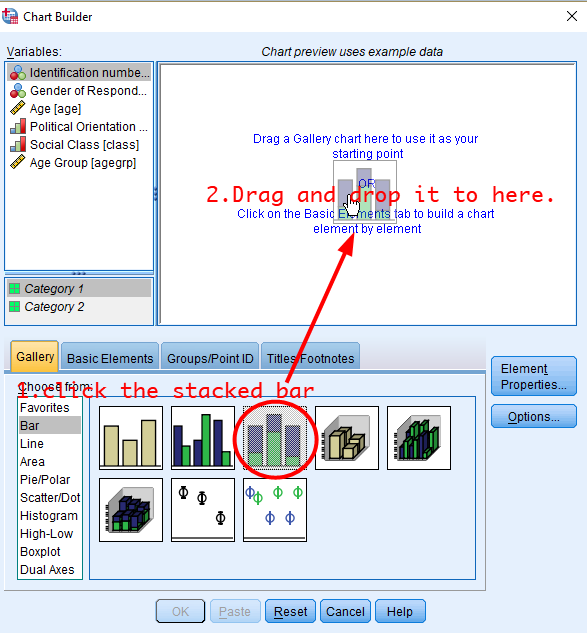 Chart Builder
Variables:
Chart preview uses example data
Identification numbe...
Gender of Respond...
Age [age]
Political Orientation ...
Social Class [class]
Age Group [agegrp]
Drag a Gallery chart here to use it as your
starting point
OR
2.Drag and drop it to here.
Click on the Basic Elements tab to build a chart
element by element
Category 1
Category 2
Gallery
Basic Elements
Groups/Point ID
Titles/Footnotes
Element
Properties...
Options...
Choose from:
1.click the stacked bar
Favorites
Bar
Line
Area
Pie/Polar
Scatter/Dot
Histogram
High-Low
Boxplot
Dual Axes
OK
Paste
Reset
Cancel
Help